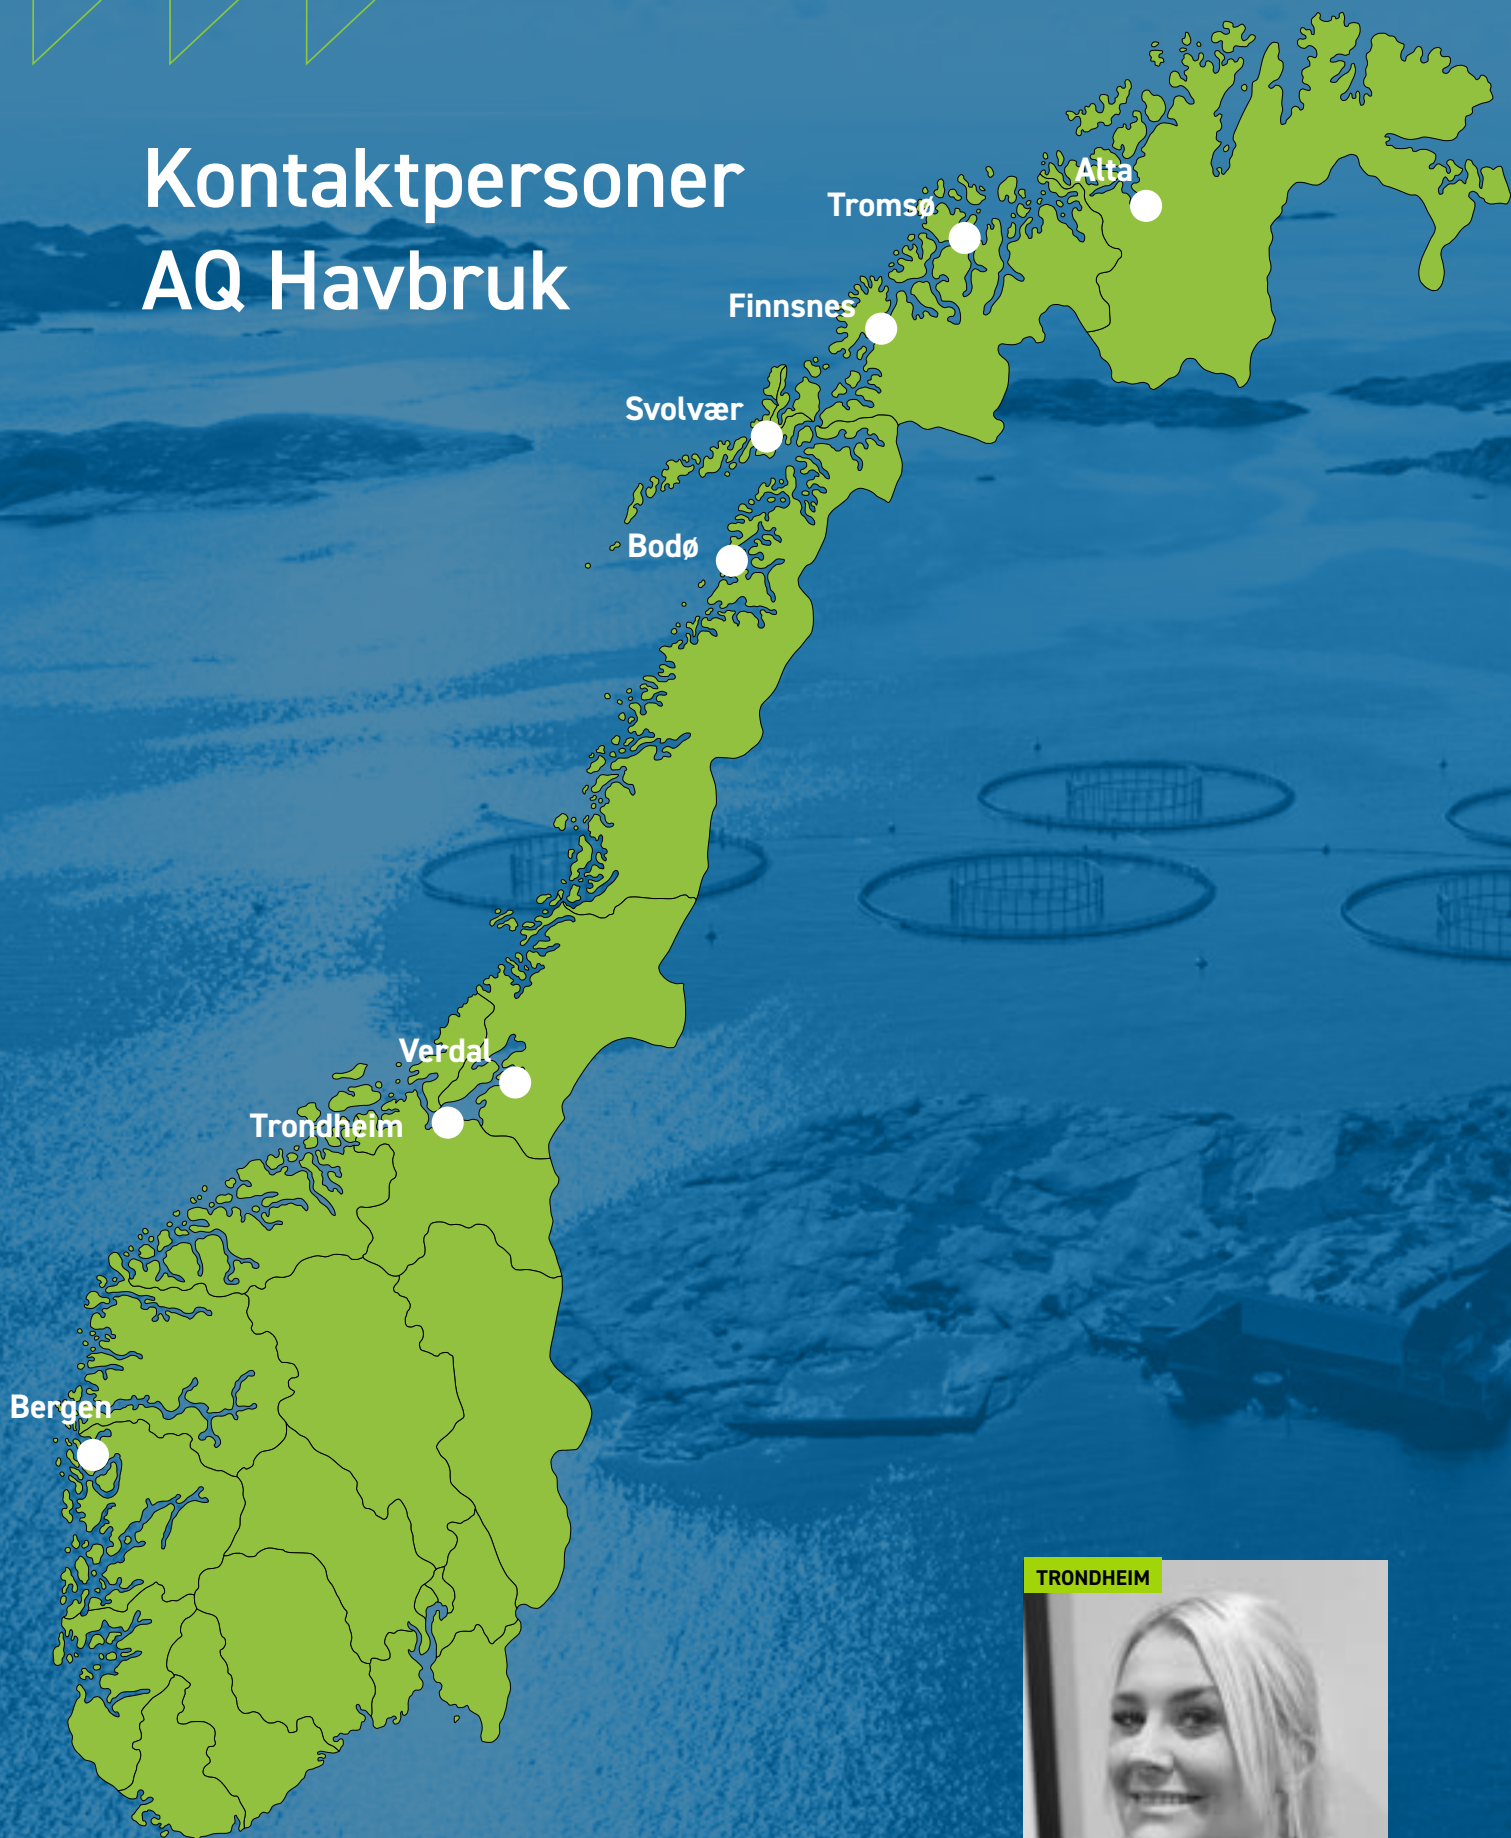 Kontaktpersoner
AQ Havbruk
Alta
Tromsø
Finnsnes
Svolvær
Bodø
Verdal
Trondheim
Bergen
TRONDHEIM